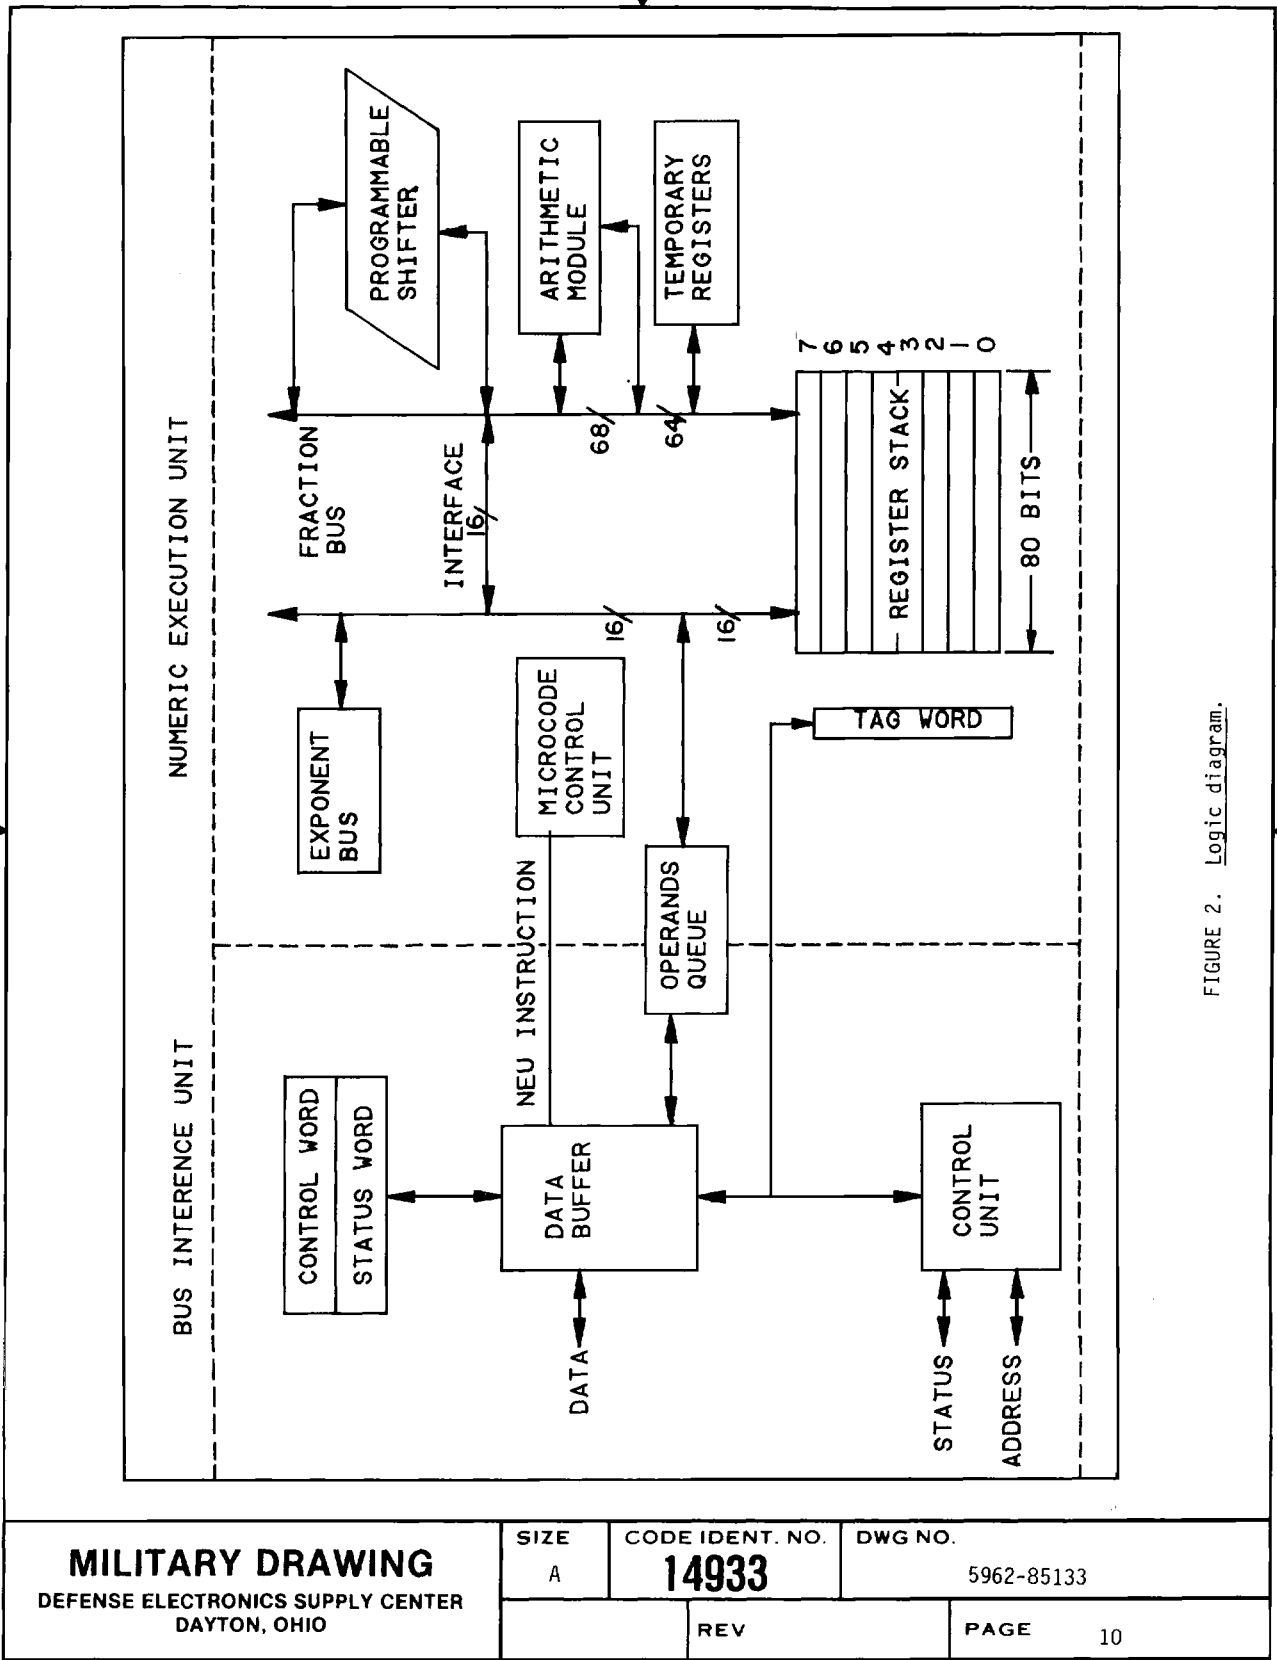 BUS INTERENCE UNIT
NUMERIC EXECUTION UNIT
CONTROL WORD
STATUS WORD
EXPONENT
BUS
FRACTION
BUS
PROGRAMMABLE
SHIFTER
INTERFACE
16
NEU INSTRUCTION
MICROCODE
CONTROL
UNIT
ARITHMETIC
MODULE
DATA
DATA
BUFFER
OPERANDS
QUEUE
16
16
68
64
TEMPORARY
REGISTERS
TAG WORD
REGISTER STACK
7
6
5
4
3
2
1
0
80 BITS
STATUS
ADDRESS
CONTROL
UNIT
FIGURE 2. Logic diagram.
MILITARY DRAWING
DEFENSE ELECTRONICS SUPPLY CENTER
DAYTON, OHIO
SIZE
A
CODE IDENT. NO.
14933
DWG NO.
5962-85133
REV
PAGE 10